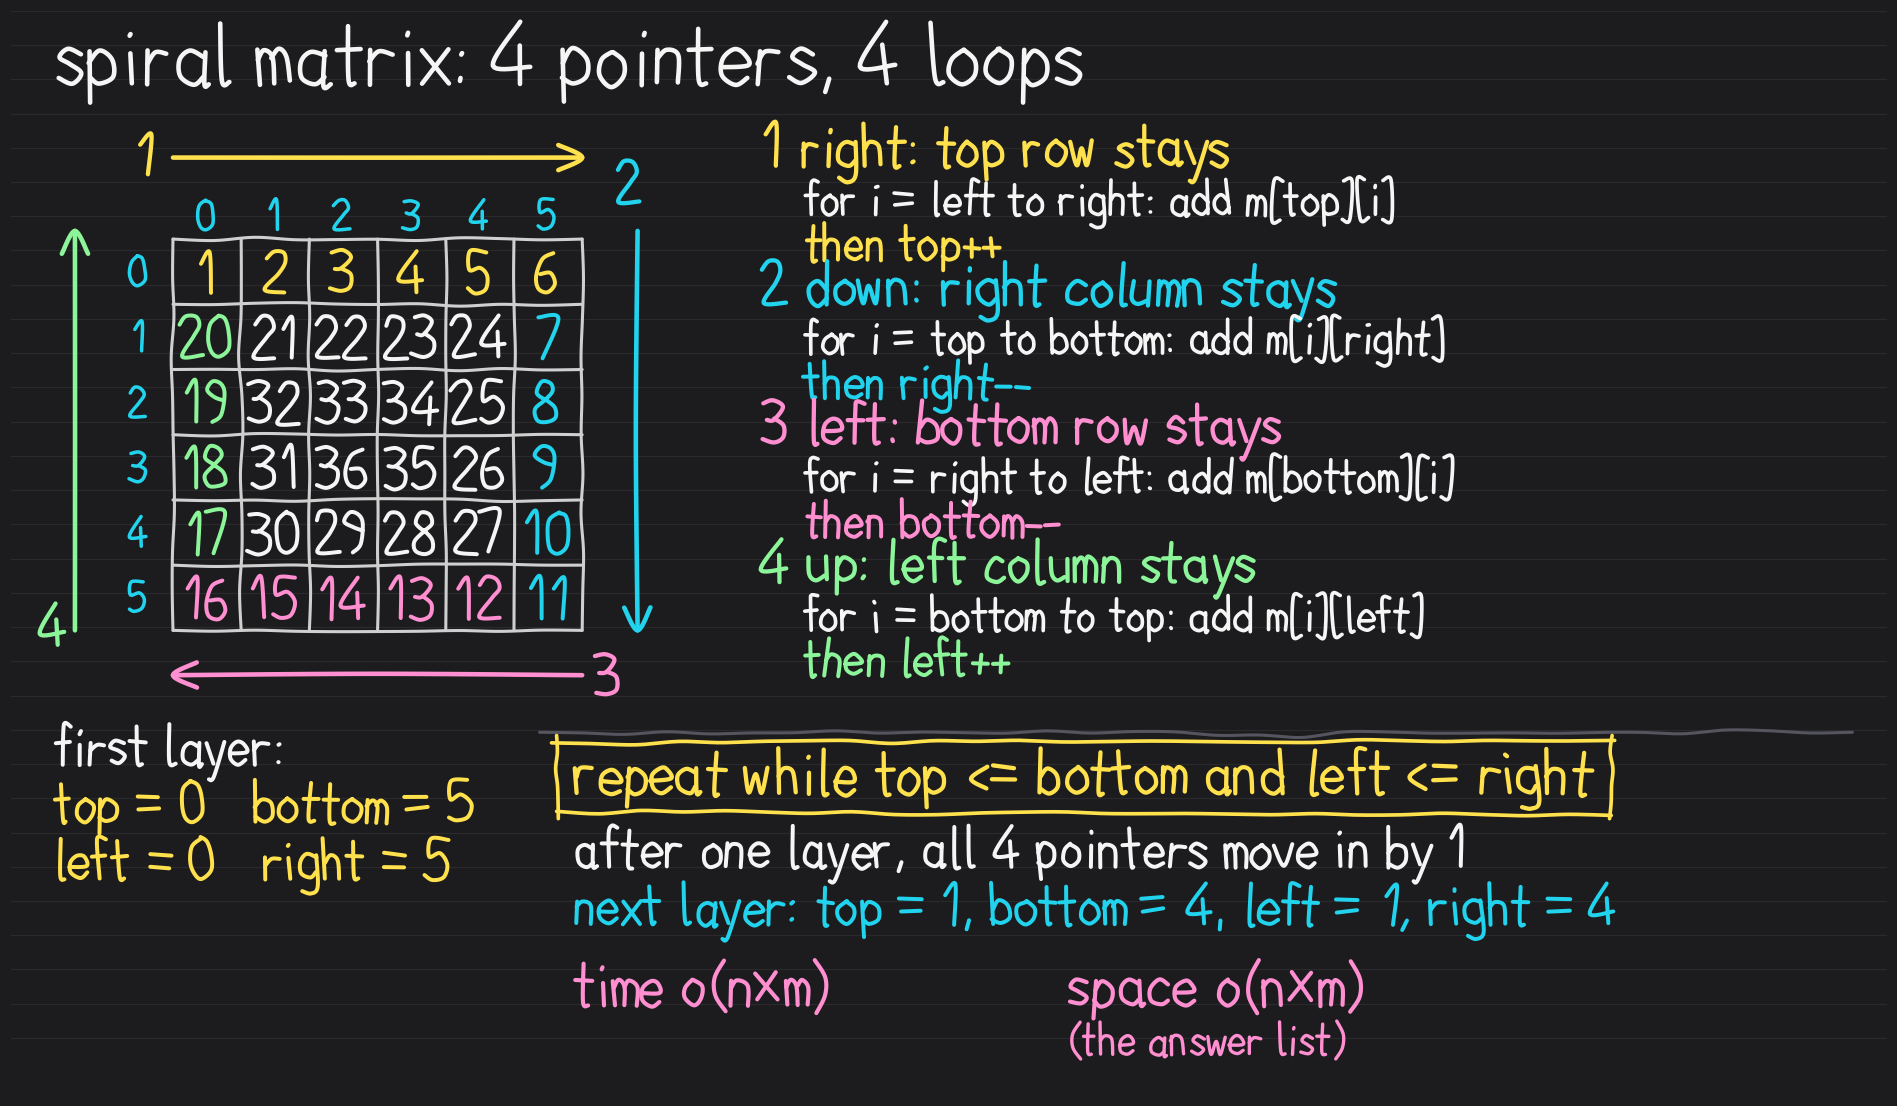 spiral matrix: 4 pointers, 4 loops
1
2
0 1 2 3 4 5
0 1 2 3 4 5 6
1 20 21 22 23 24 7
2 19 32 33 34 25 8
3 18 31 36 35 26 9
4 17 30 29 28 27 10
5 16 15 14 13 12 11
4
3
1 right: top row stays
for i = left to right: add m[top][i]
then top++
2 down: right column stays
for i = top to bottom: add m[i][right]
then right--
3 left: bottom row stays
for i = right to left: add m[bottom][i]
then bottom--
4 up: left column stays
for i = bottom to top: add m[i][left]
then left++
first layer:
top = 0 bottom = 5
left = 0 right = 5
repeat while top <= bottom and left <= right
after one layer, all 4 pointers move in by 1
next layer: top = 1, bottom = 4, left = 1, right = 4
time o(nxm) space o(nxm)
(the answer list)